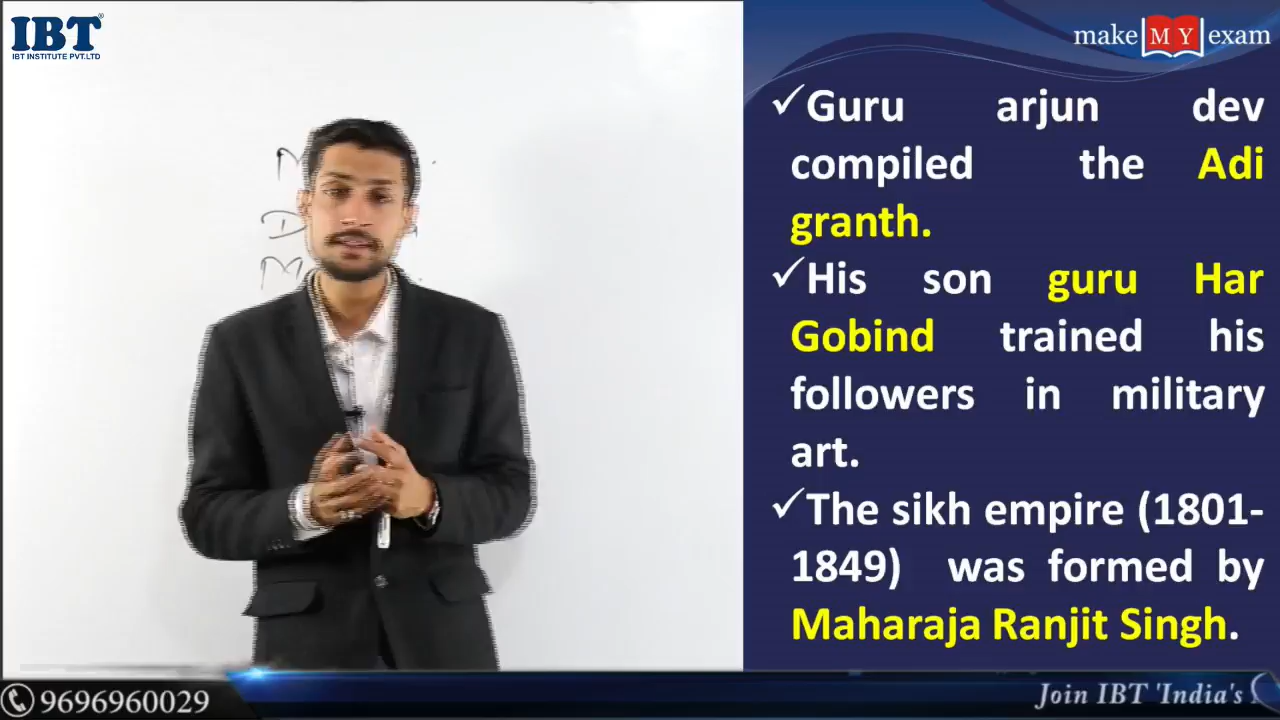 IBT
IBT INSTITUTE PVT.LTD
make MY exam
✓Guru arjun dev
compiled the Adi
granth.
✓His son guru Har
Gobind trained his
followers in military
art.
✓The sikh empire (1801-
1849) was formed by
Maharaja Ranjit Singh.
9696960029
Join IBT 'India's